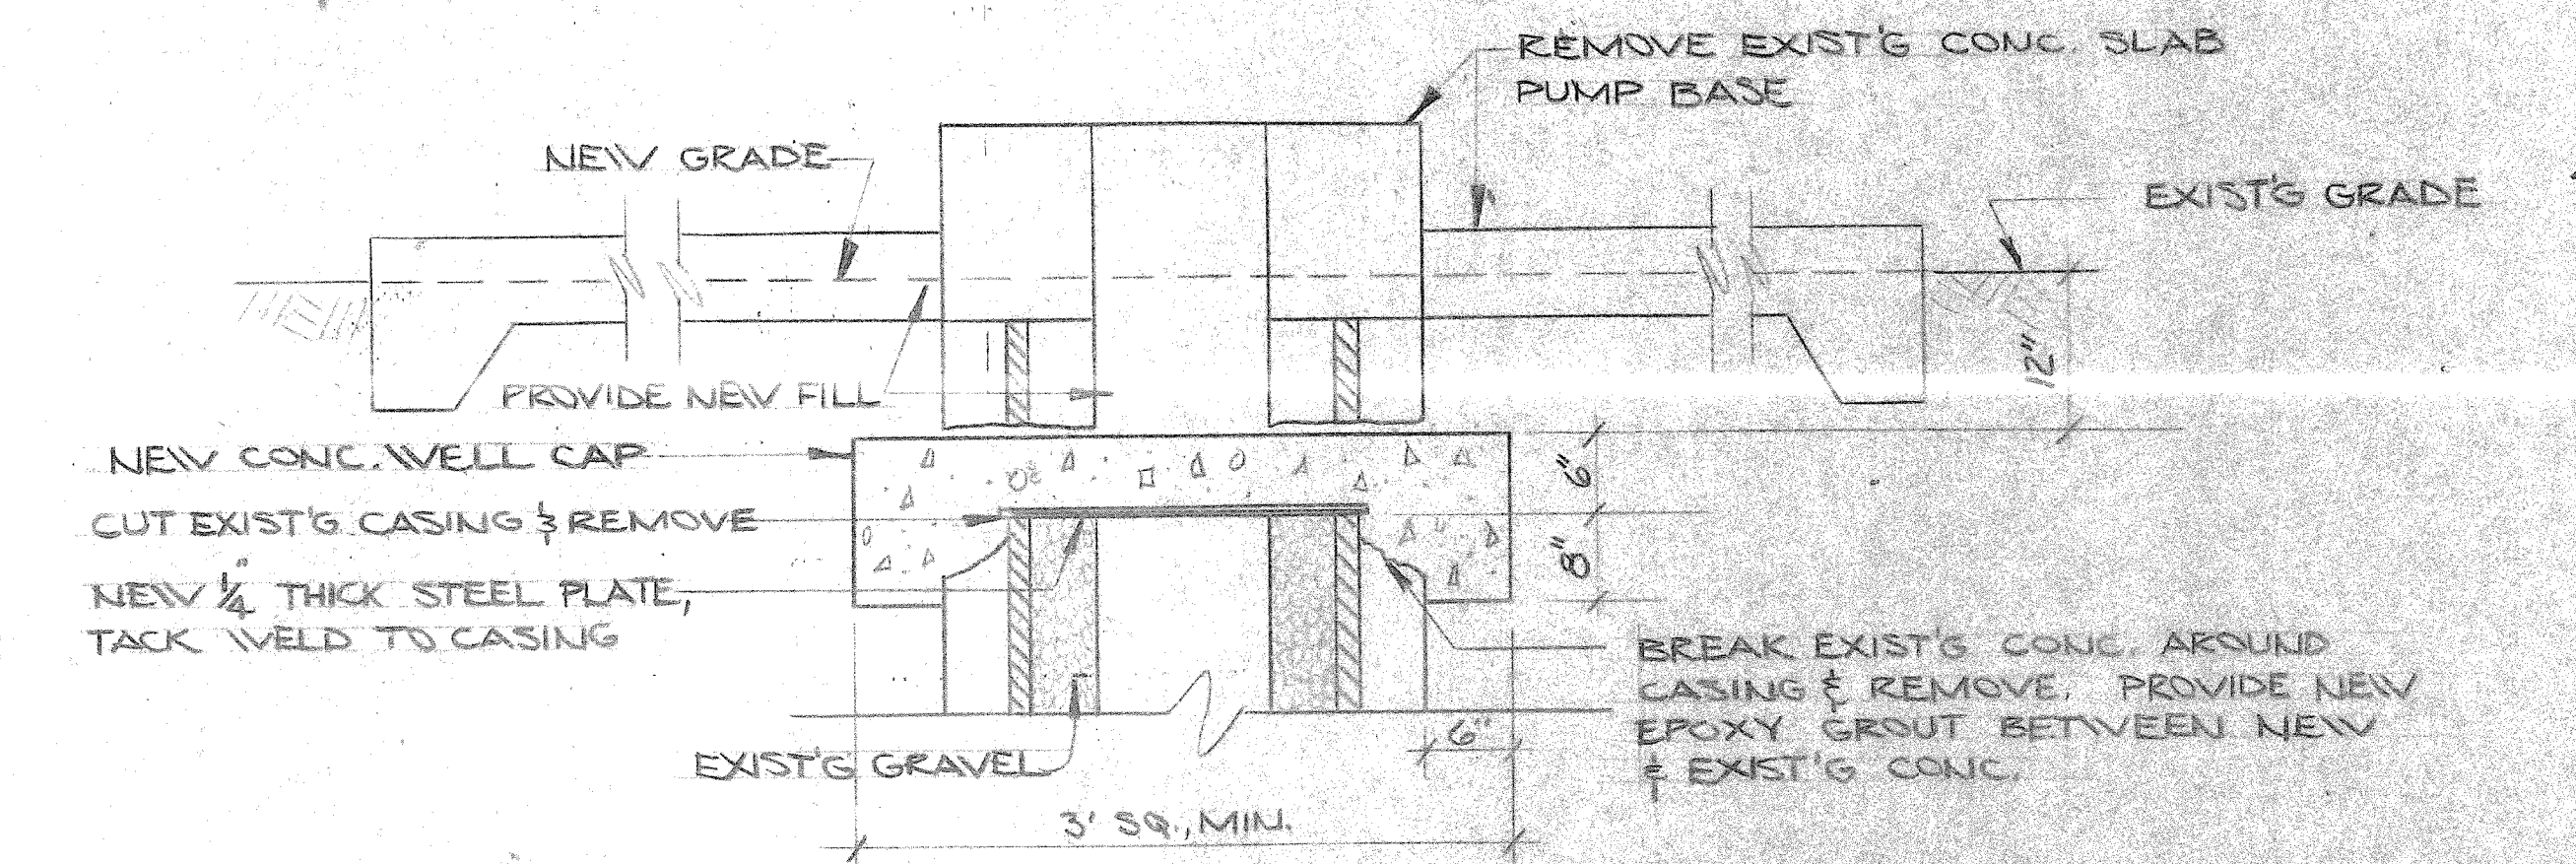 REMOVE EXIST'G CONC. SLAB
PUMP BASE
NEW GRADE
EXIST'G GRADE
12"
PROVIDE NEW FILL
NEW CONC. WELL CAP
6"
CUT EXIST'G CASING & REMOVE
8"
NEW 1/4" THICK STEEL PLATE,
TACK WELD TO CASING
BREAK EXIST'G CONC. AROUND
CASING & REMOVE. PROVIDE NEW
EPOXY GROUT BETWEEN NEW
& EXIST'G CONC.
6"
EXIST'G GRAVEL
3' SQ., MIN.